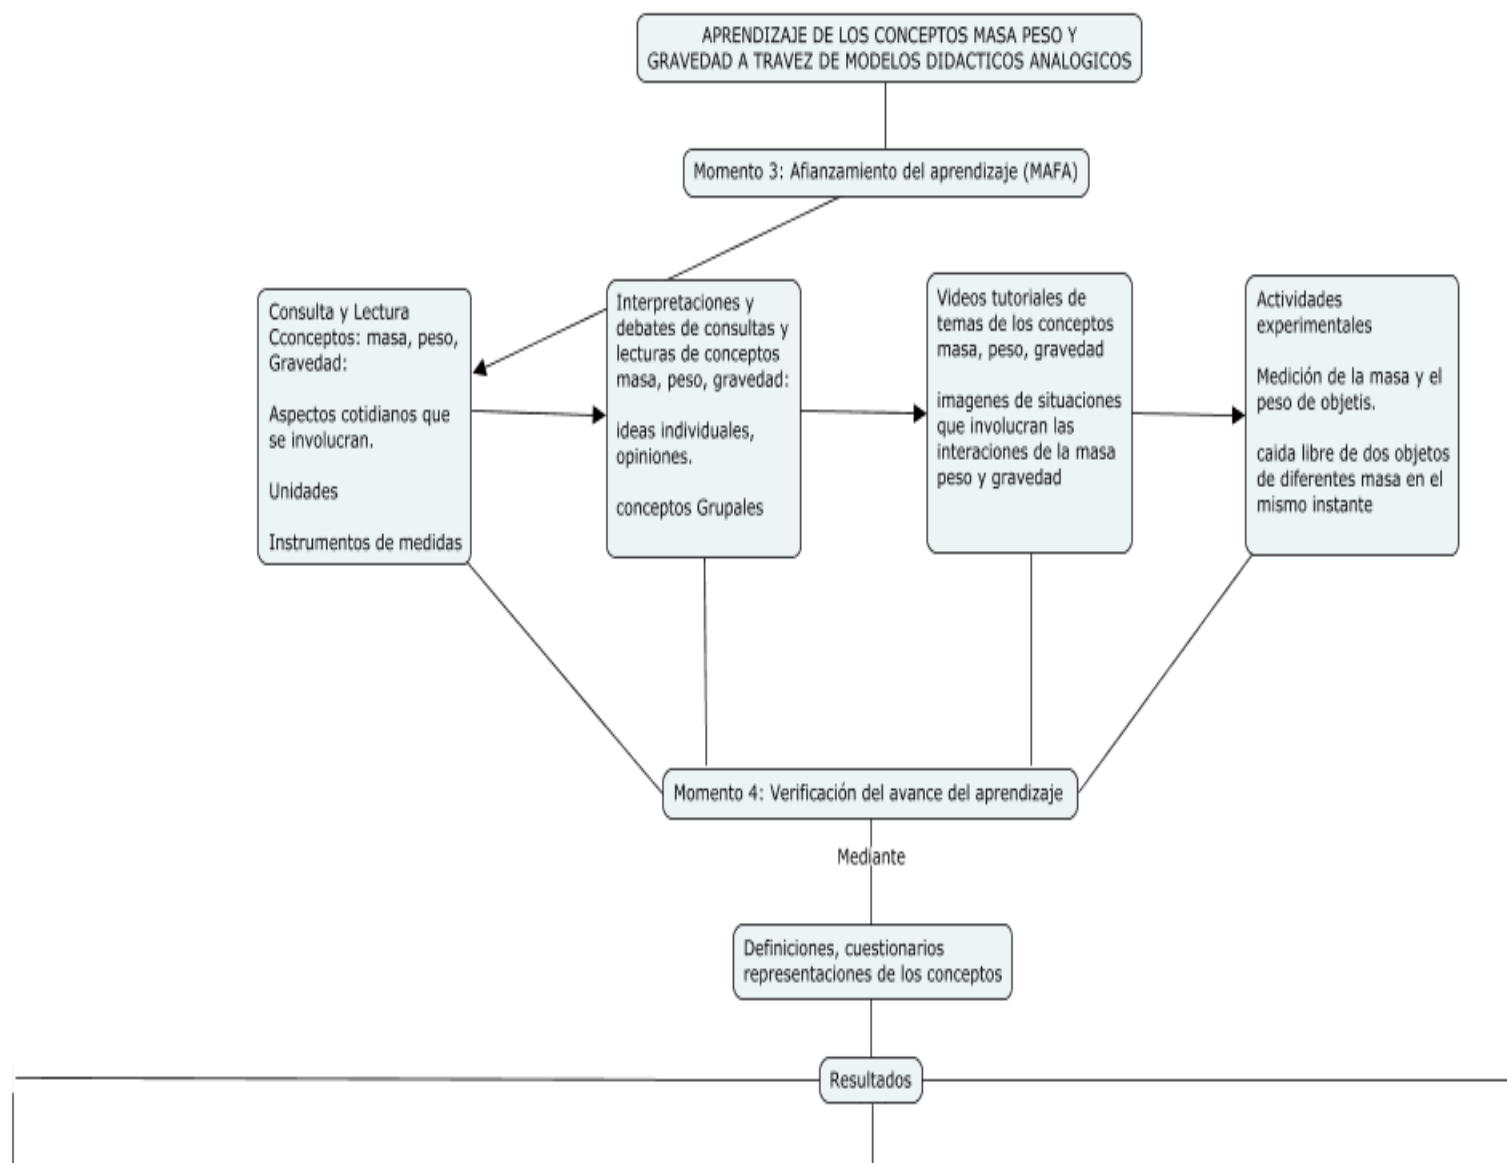 APRENDIZAJE DE LOS CONCEPTOS MASA PESO Y
GRAVEDAD A TRAVEZ DE MODELOS DIDACTICOS ANALOGICOS
Momento 3: Afianzamiento del aprendizaje (MAFA)
Consulta y Lectura
Cconceptos: masa, peso,
Gravedad:
Aspectos cotidianos que
se involucran.
Unidades
Instrumentos de medidas
Interpretaciones y
debates de consultas y
lecturas de conceptos
masa, peso, gravedad:
ideas individuales,
opiniones.
conceptos Grupales
Videos tutoriales de
temas de los conceptos
masa, peso, gravedad
imagenes de situaciones
que involucran las
interaciones de la masa
peso y gravedad
Actividades
experimentales
Medición de la masa y el
peso de objetis.
caida libre de dos objetos
de diferentes masa en el
mismo instante
Momento 4: Verificación del avance del aprendizaje
Mediante
Definiciones, cuestionarios
representaciones de los conceptos
Resultados